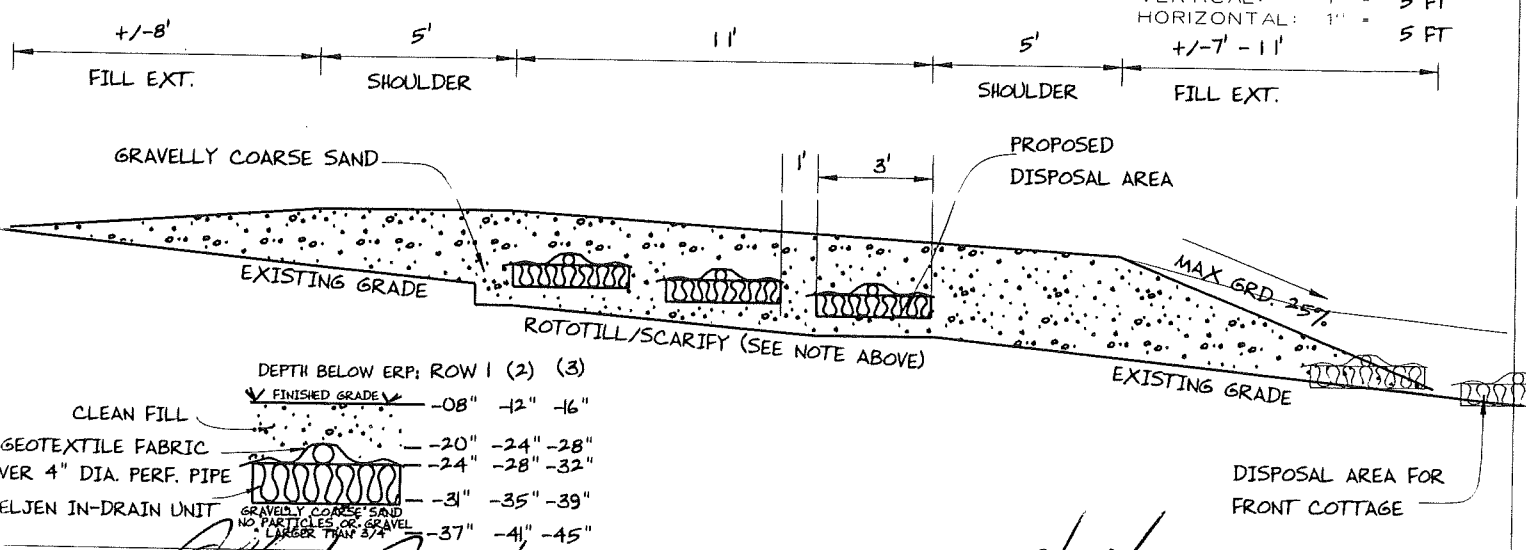 5 FT
HORIZONTAL: 1" = 5 FT
+/-8'
5'
11'
5'
+/-7' - 11'
FILL EXT.
SHOULDER
SHOULDER
FILL EXT.
GRAVELLY COARSE SAND
1'
3'
PROPOSED
DISPOSAL AREA
MAX GRD. 25%
EXISTING GRADE
ROTOTILL/SCARIFY (SEE NOTE ABOVE)
EXISTING GRADE
DEPTH BELOW ERP: ROW 1 (2) (3)
FINISHED GRADE
-08" -12" -16"
CLEAN FILL
GEOTEXTILE FABRIC
-20" -24" -28"
VER 4" DIA. PERF. PIPE
-24" -28" -32"
ELJEN IN-DRAIN UNIT
-31" -35" -39"
GRAVELLY COARSE SAND
NO PARTICLES OR GRAVEL
LARGER THAN 3/4"
-37" -41" -45"
DISPOSAL AREA FOR
FRONT COTTAGE